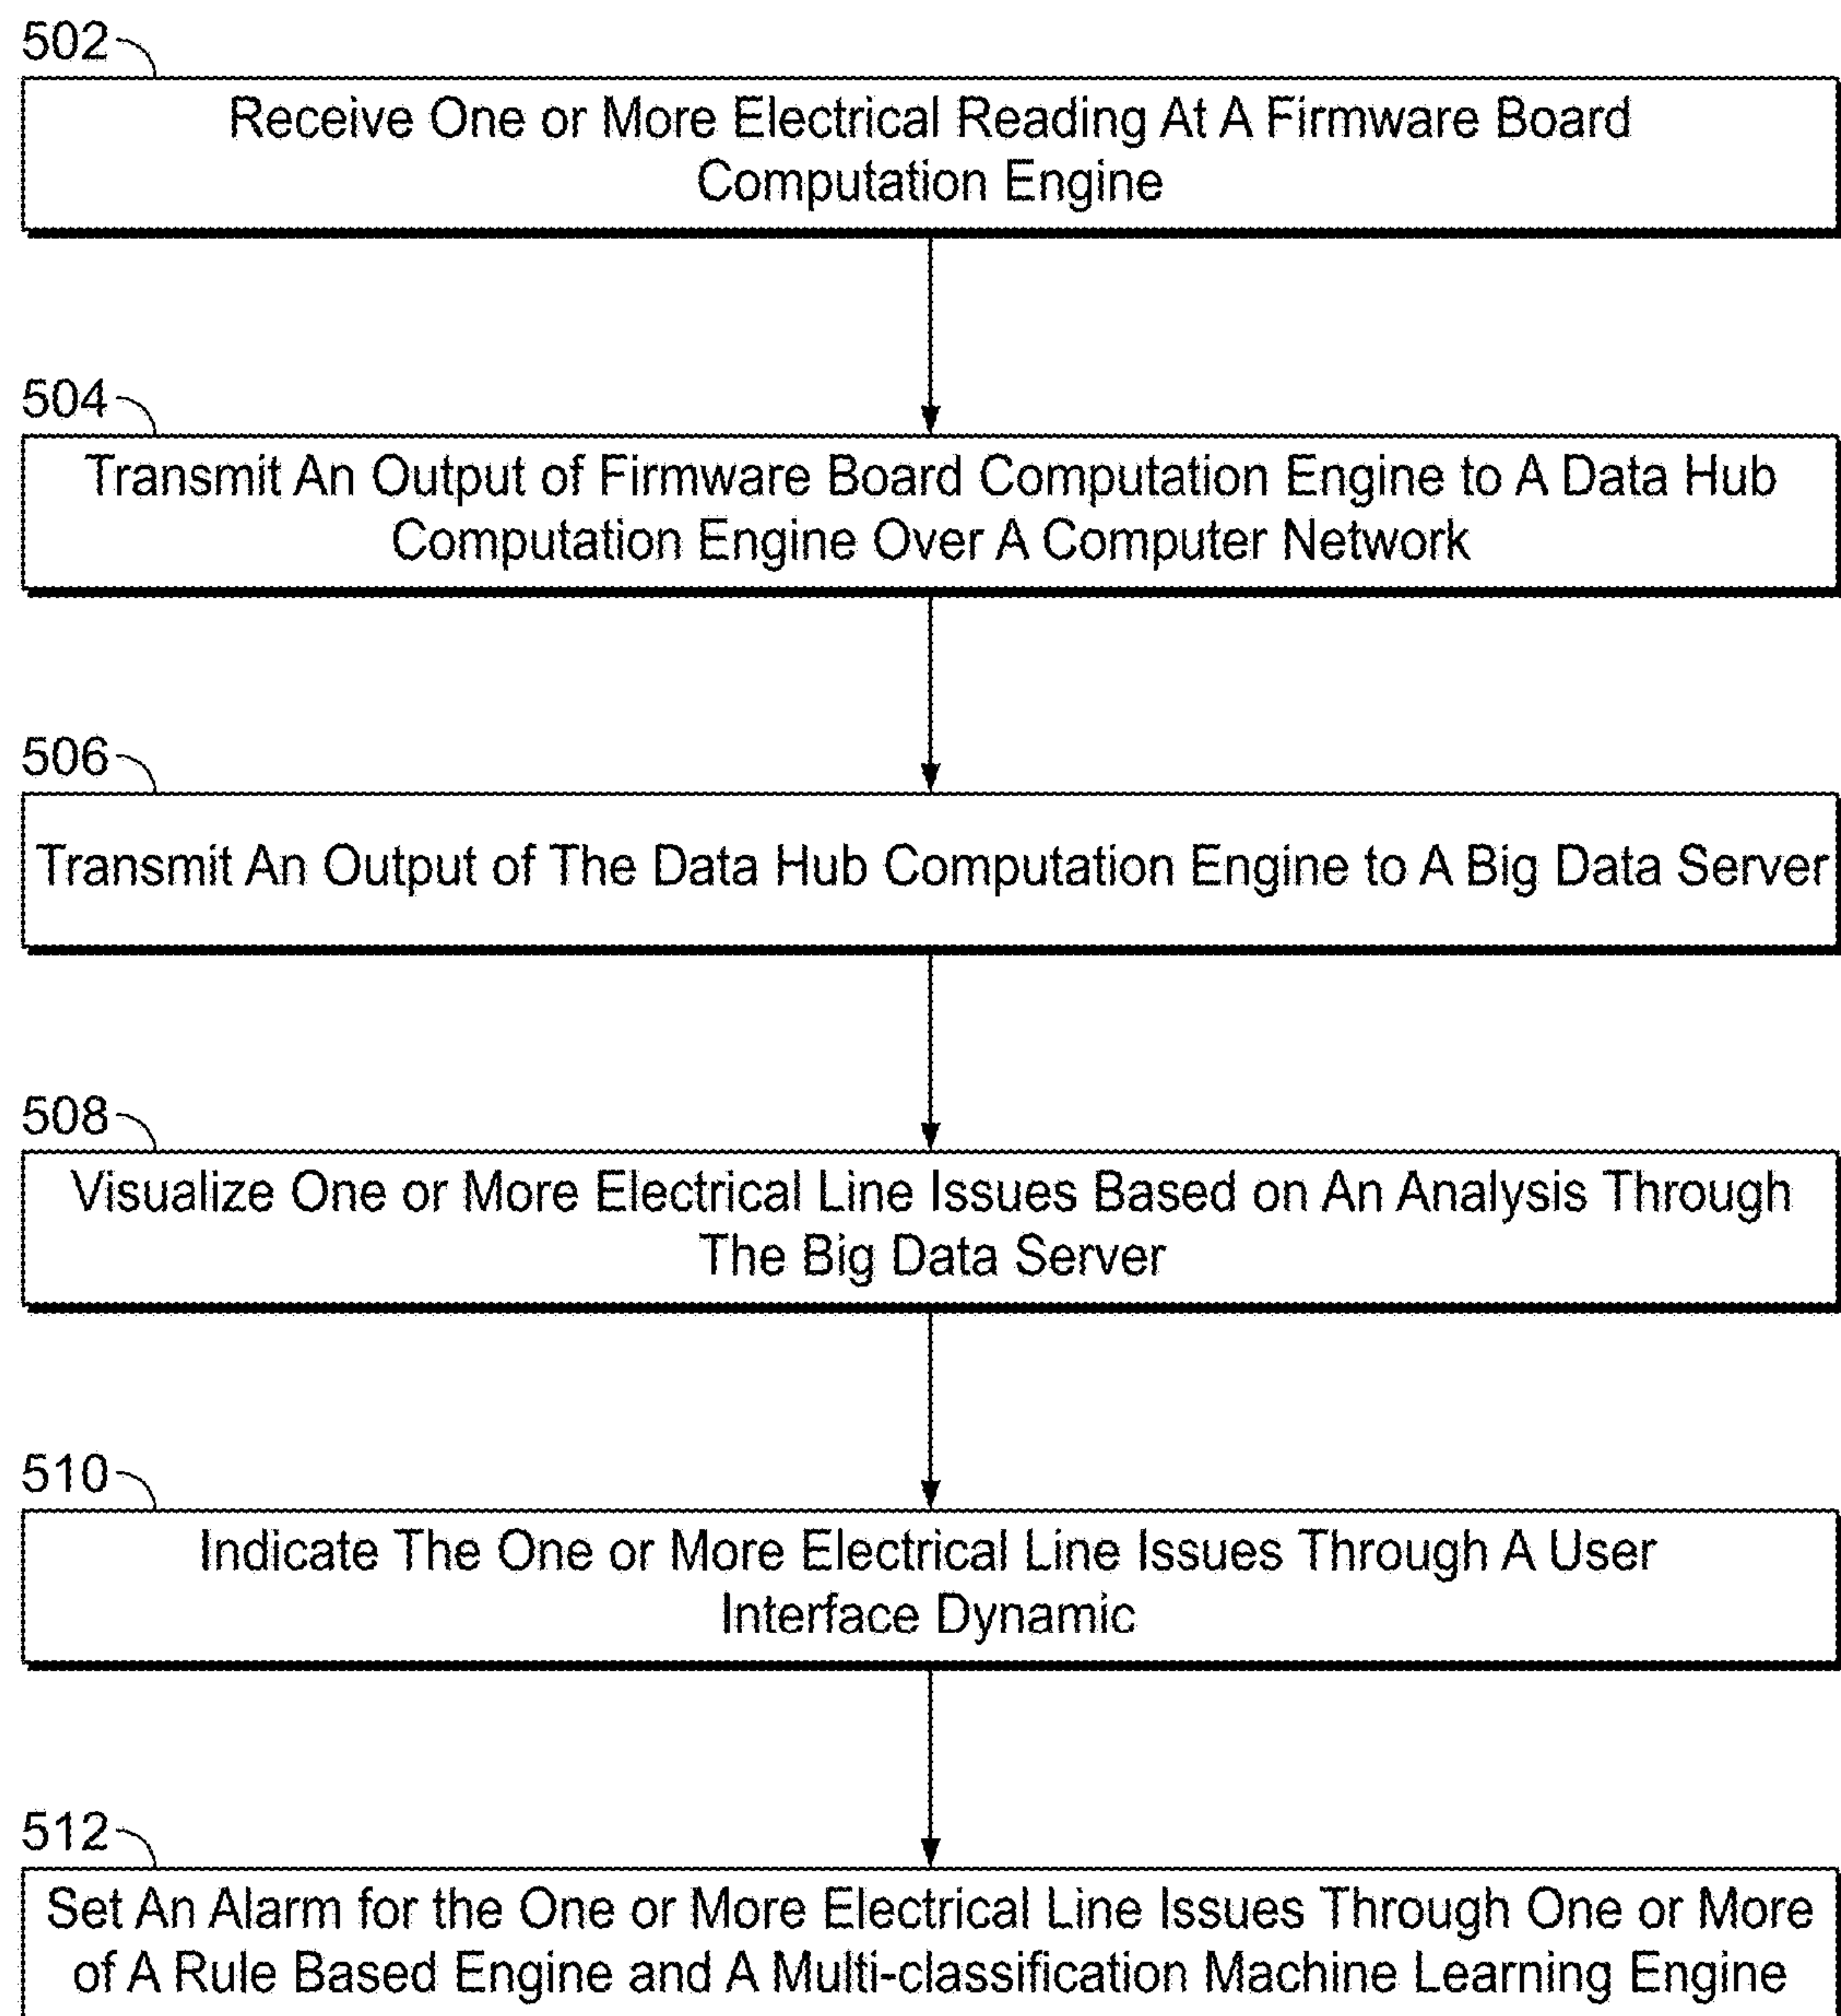 502
Receive One or More Electrical Reading At A Firmware Board
Computation Engine
504
Transmit An Output of Firmware Board Computation Engine to A Data Hub
Computation Engine Over A Computer Network
506
Transmit An Output of The Data Hub Computation Engine to A Big Data Server
508
Visualize One or More Electrical Line Issues Based on An Analysis Through
The Big Data Server
510
Indicate The One or More Electrical Line Issues Through A User
Interface Dynamic
512
Set An Alarm for the One or More Electrical Line Issues Through One or More
of A Rule Based Engine and A Multi-classification Machine Learning Engine